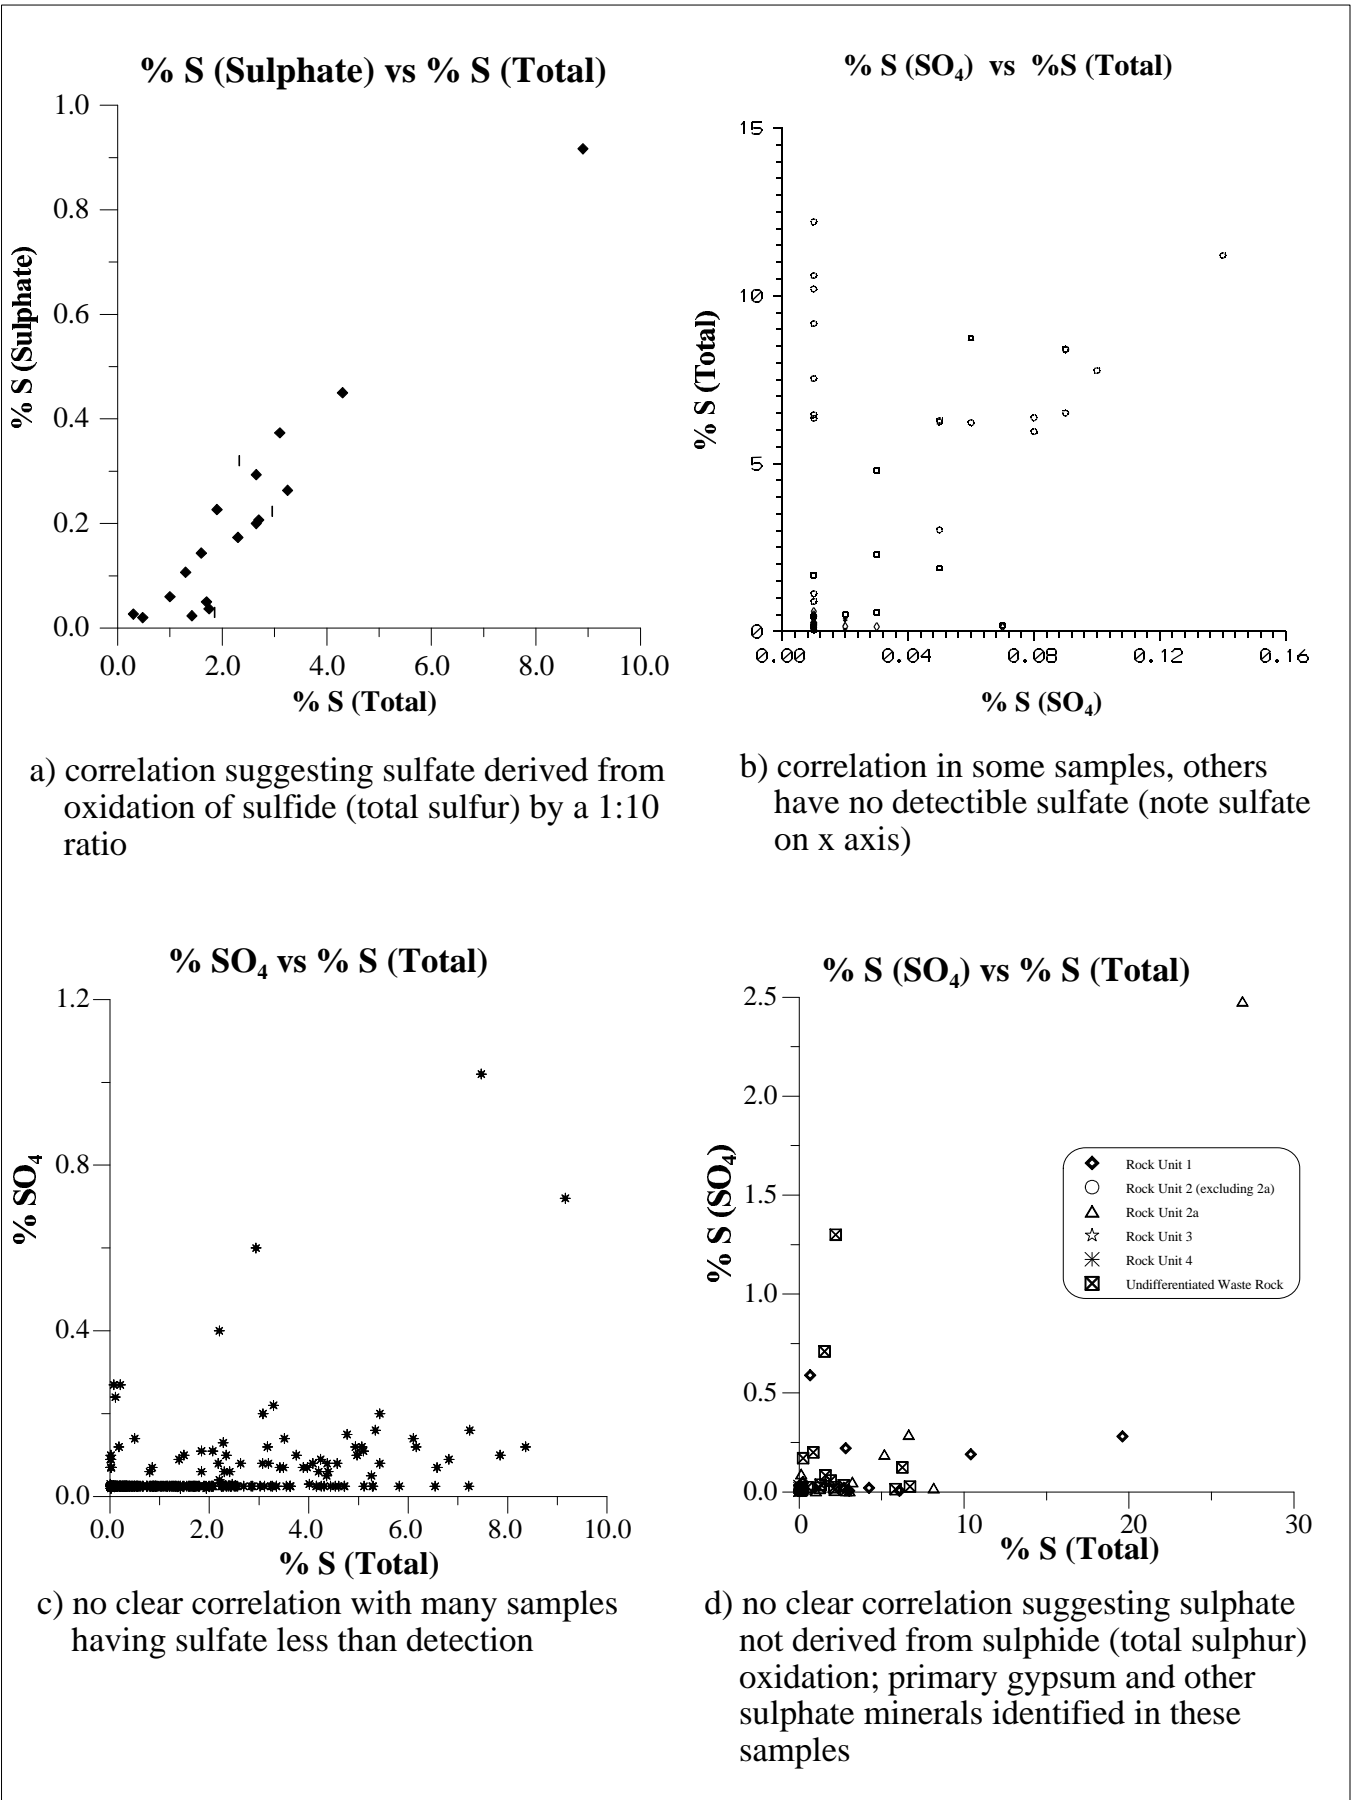 % S (Sulphate) vs % S (Total)
1.0
0.8
0.6
0.4
0.2
0.0
% S (Sulphate)
0.0 2.0 4.0 6.0 8.0 10.0
% S (Total)
a) correlation suggesting sulfate derived from
oxidation of sulfide (total sulfur) by a 1:10
ratio
% S (SO₄) vs %S (Total)
15
10
5
0
% S (Total)
0.00 0.04 0.08 0.12 0.16
% S (SO₄)
b) correlation in some samples, others
have no detectible sulfate (note sulfate
on x axis)
% SO₄ vs % S (Total)
1.2
0.8
0.4
0.0
% SO₄
0.0 2.0 4.0 6.0 8.0 10.0
% S (Total)
c) no clear correlation with many samples
having sulfate less than detection
% S (SO₄) vs % S (Total)
2.5
2.0
1.5
1.0
0.5
0.0
% S (SO₄)
Rock Unit 1
Rock Unit 2 (excluding 2a)
Rock Unit 2a
Rock Unit 3
Rock Unit 4
Undifferentiated Waste Rock
0 10 20 30
% S (Total)
d) no clear correlation suggesting sulphate
not derived from sulphide (total sulphur)
oxidation; primary gypsum and other
sulphate minerals identified in these
samples